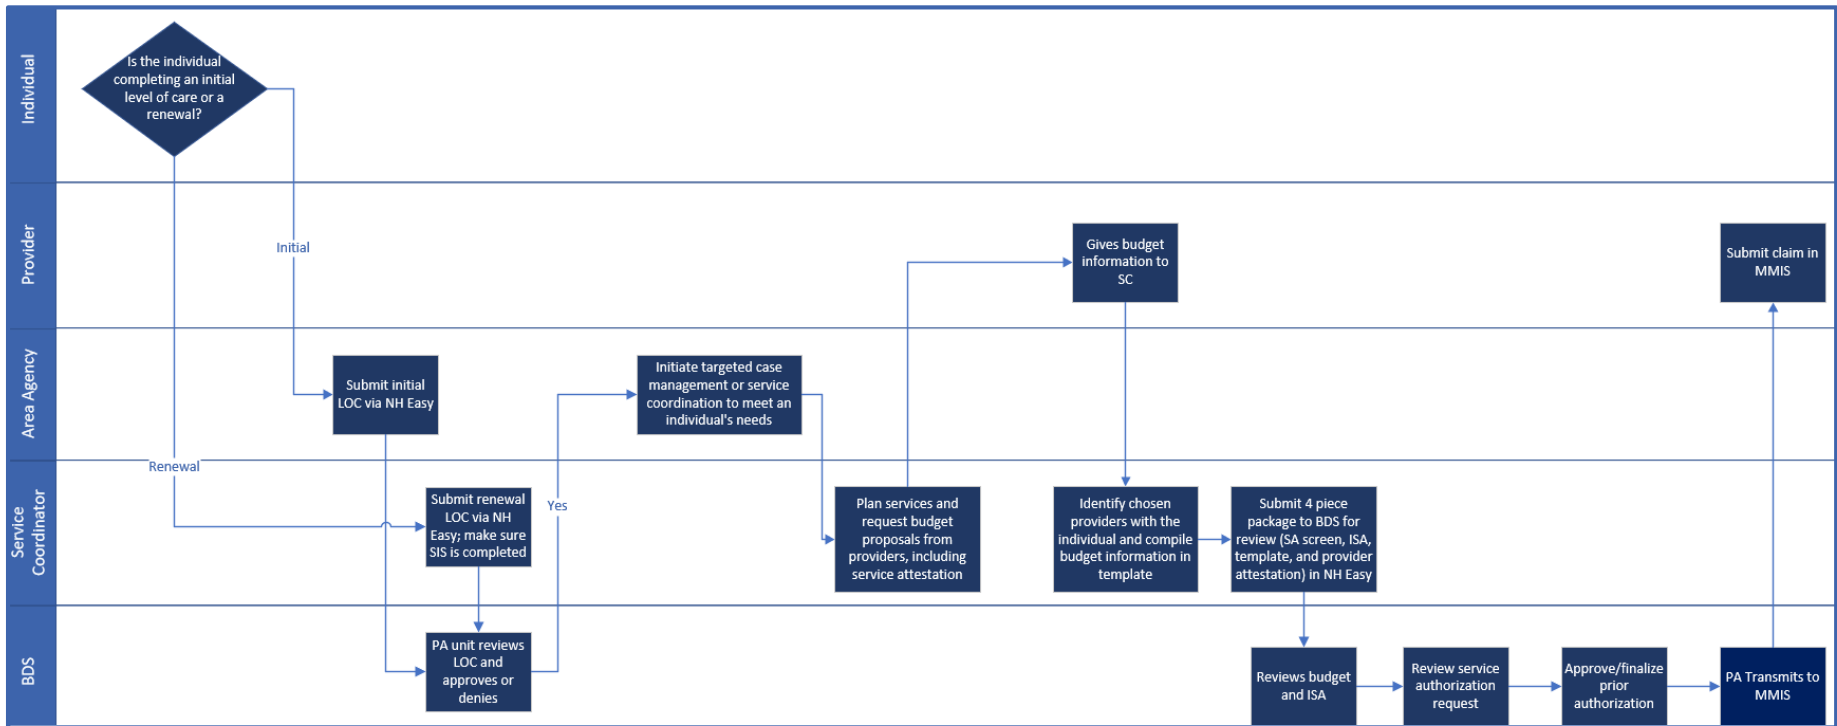 Individual
Is the individual
completing an initial
level of care or a
renewal?
Provider
Initial
Gives budget
information to
SC
Submit claim in
MMIS
Area Agency
Submit initial
LOC via NH Easy
Initiate targeted case
management or service
coordination to meet an
individual's needs
Renewal
Service
Coordinator
Submit renewal
LOC via NH
Easy; make sure
SIS is completed
Yes
Plan services and
request budget
proposals from
providers, including
service attestation
Identify chosen
providers with the
individual and compile
budget information in
template
Submit 4 piece
package to BDS for
review (SA screen, ISA,
template, and provider
attestation) in NH Easy
BDS
PA unit reviews
LOC and
approves or
denies
Reviews budget
and ISA
Review service
authorization
request
Approve/finalize
prior
authorization
PA Transmits to
MMIS